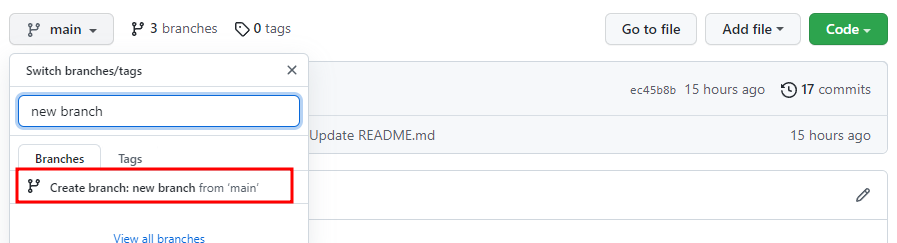 main 3 branches 0 tags Go to file Add file Code
Switch branches/tags
ec45b8b 15 hours ago 17 commits
new branch
Update README.md 15 hours ago
Branches Tags
Create branch: new branch from 'main'
View all branches